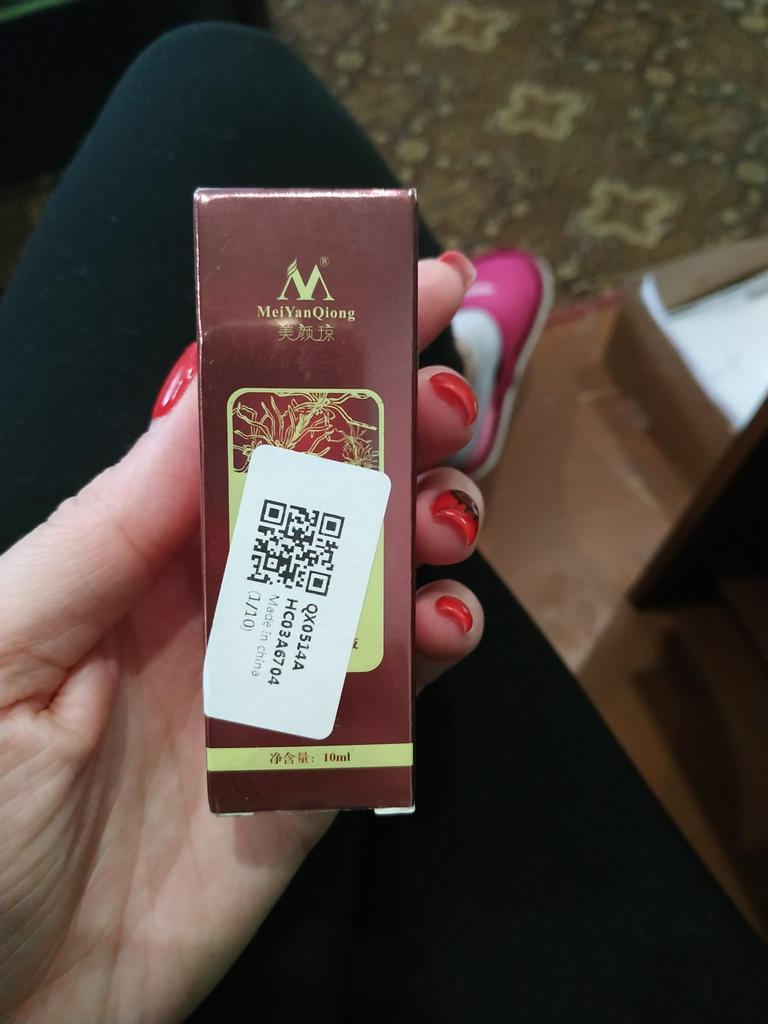 M®
MeiYanQiong
美颜琼
QX0514A
HC03A6704
Made in china
(1/10)
净含量：10ml